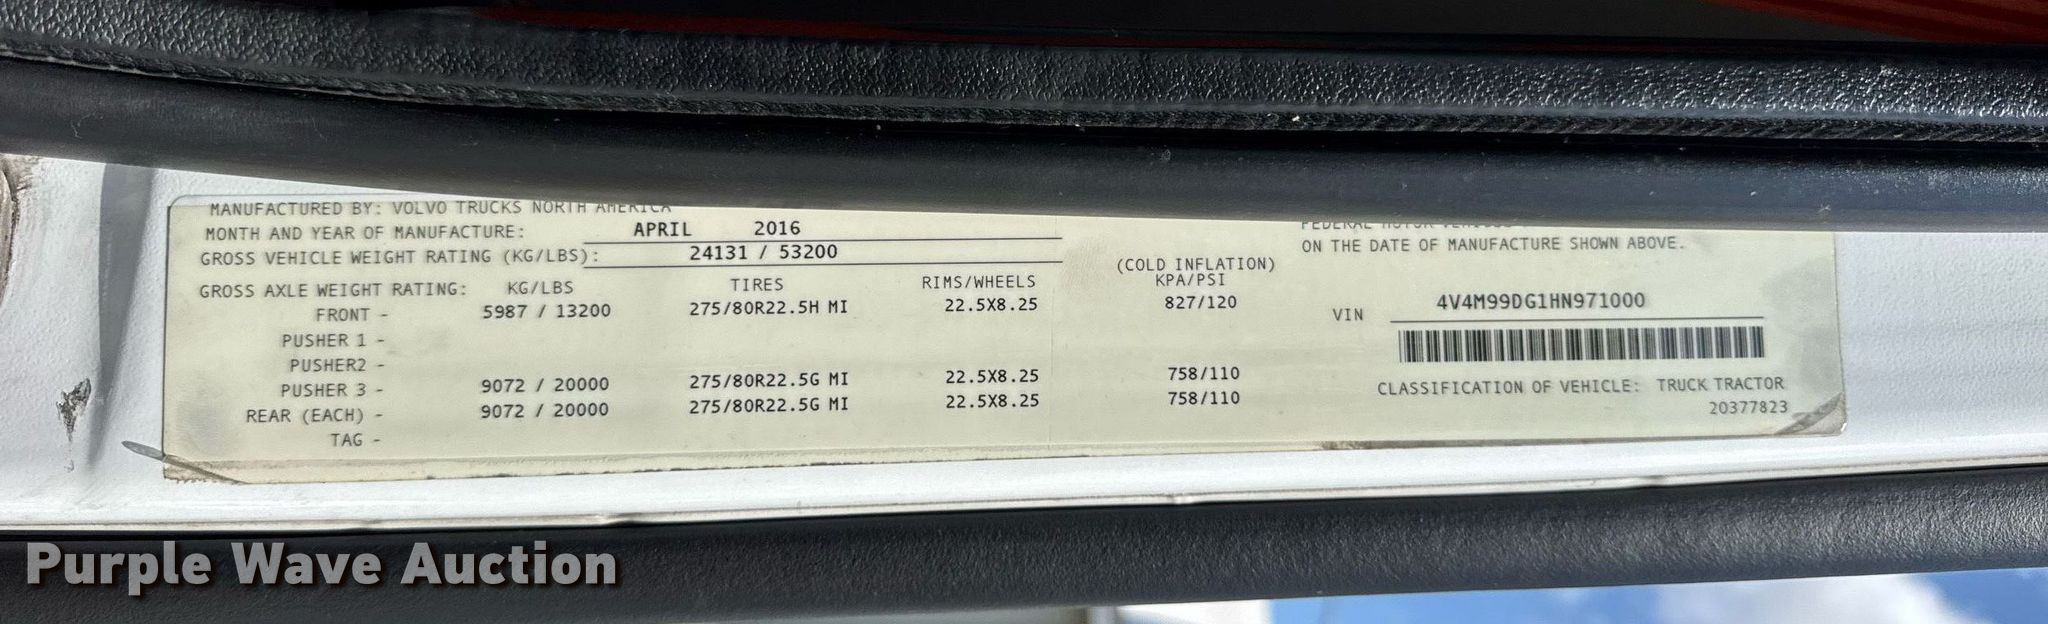 MANUFACTURED BY: VOLVO TRUCKS NORTH AMERICA
MONTH AND YEAR OF MANUFACTURE: APRIL 2016
GROSS VEHICLE WEIGHT RATING (KG/LBS): 24131 / 53200
GROSS AXLE WEIGHT RATING: KG/LBS TIRES RIMS/WHEELS (COLD INFLATION) KPA/PSI
FRONT - 5987 / 13200 275/80R22.5H MI 22.5X8.25 827/120
PUSHER 1 -
PUSHER2 -
PUSHER 3 - 9072 / 20000 275/80R22.5G MI 22.5X8.25 758/110
REAR (EACH) - 9072 / 20000 275/80R22.5G MI 22.5X8.25 758/110
TAG -
FEDERAL MOTOR VEHICLE
ON THE DATE OF MANUFACTURE SHOWN ABOVE.
VIN 4V4M99DG1HN971000
CLASSIFICATION OF VEHICLE: TRUCK TRACTOR
20377823
Purple Wave Auction